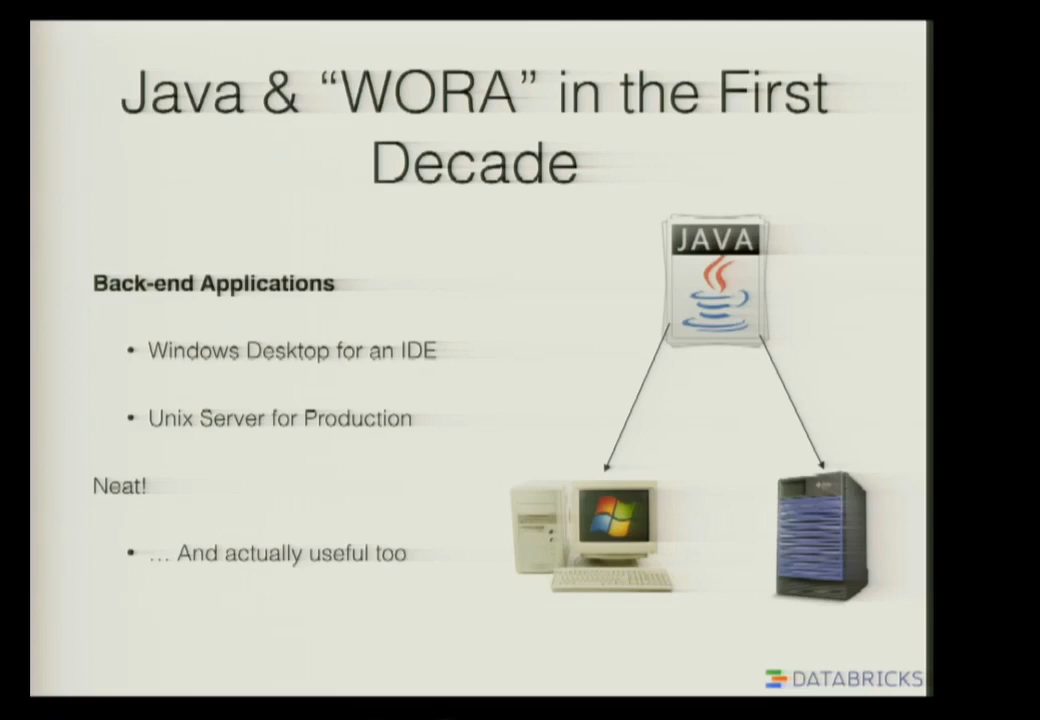 Java & “WORA” in the First
Decade
JAVA
Back-end Applications
• Windows Desktop for an IDE
• Unix Server for Production
Neat!
• … And actually useful too
DATABRICKS